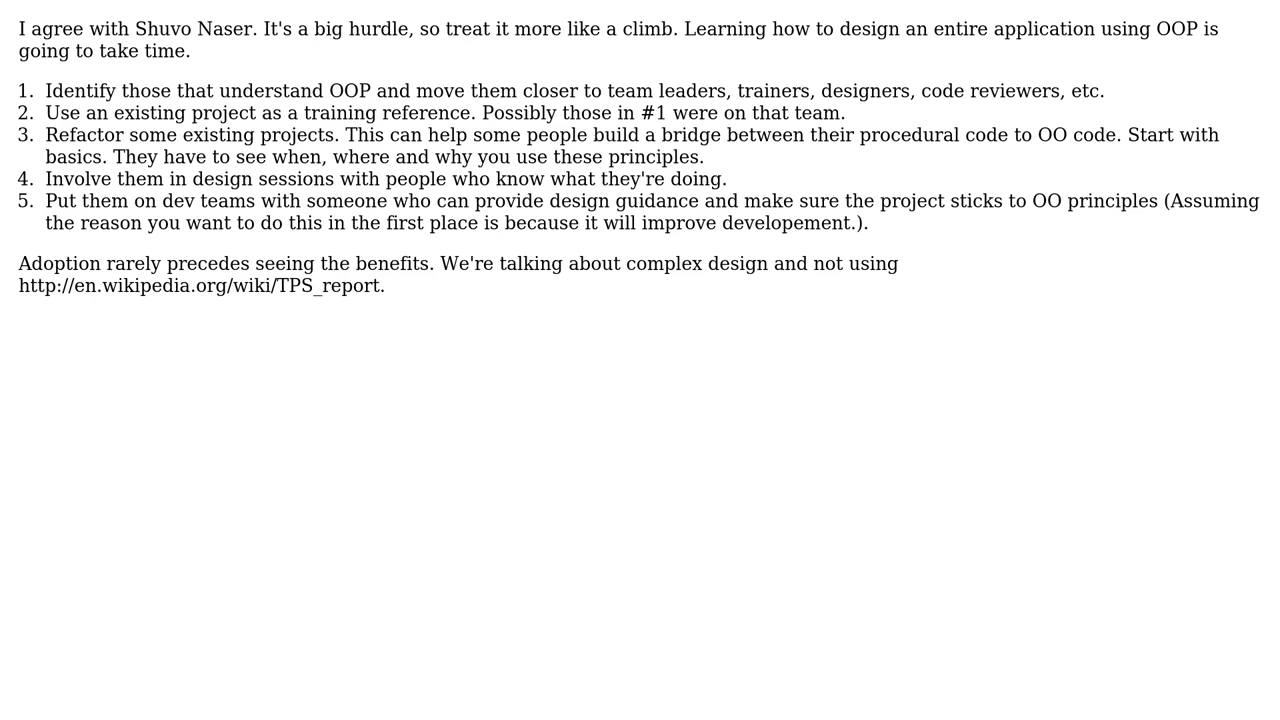 I agree with Shuvo Naser. It's a big hurdle, so treat it more like a climb. Learning how to design an entire application using OOP is
going to take time.
1. Identify those that understand OOP and move them closer to team leaders, trainers, designers, code reviewers, etc.
2. Use an existing project as a training reference. Possibly those in #1 were on that team.
3. Refactor some existing projects. This can help some people build a bridge between their procedural code to OO code. Start with
basics. They have to see when, where and why you use these principles.
4. Involve them in design sessions with people who know what they're doing.
5. Put them on dev teams with someone who can provide design guidance and make sure the project sticks to OO principles (Assuming
the reason you want to do this in the first place is because it will improve developement.).
Adoption rarely precedes seeing the benefits. We're talking about complex design and not using
http://en.wikipedia.org/wiki/TPS_report.